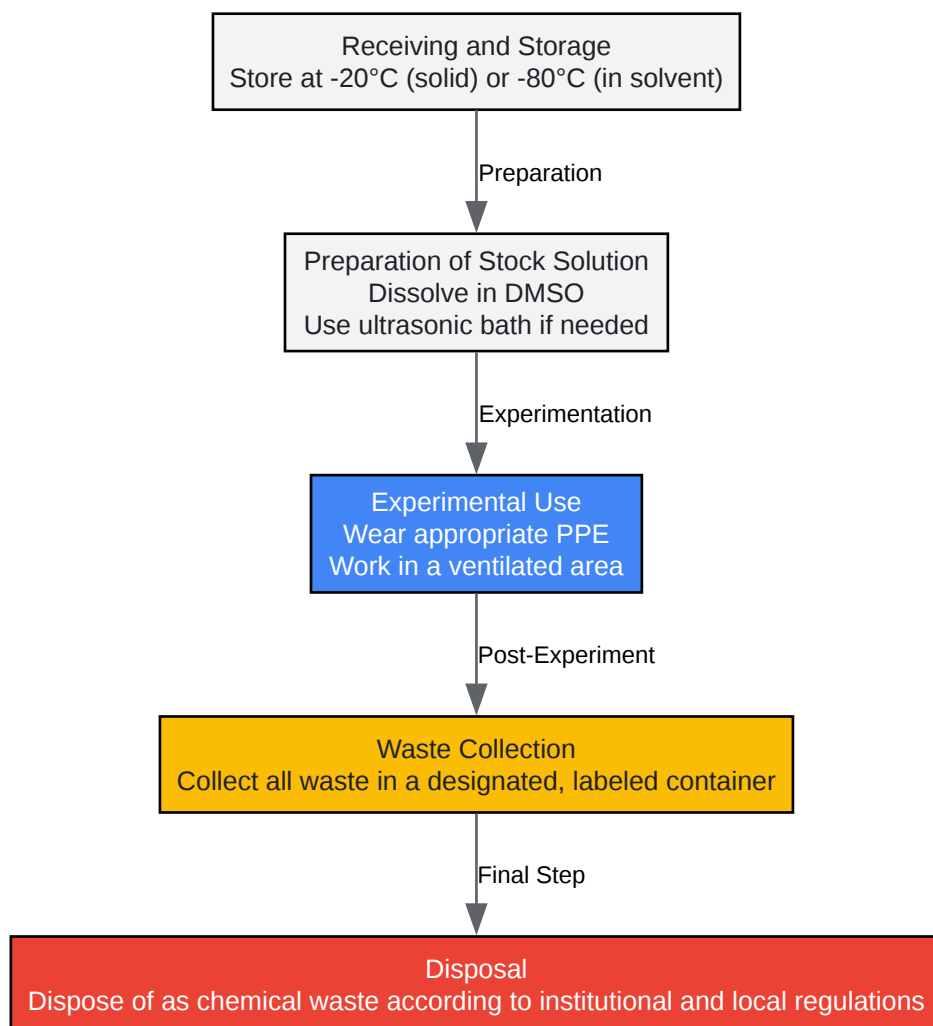 Receiving and Storage
Store at -20°C (solid) or -80°C (in solvent)
Preparation
Preparation of Stock Solution
Dissolve in DMSO
Use ultrasonic bath if needed
Experimentation
Experimental Use
Wear appropriate PPE
Work in a ventilated area
Post-Experiment
Waste Collection
Collect all waste in a designated, labeled container
Final Step
Disposal
Dispose of as chemical waste according to institutional and local regulations